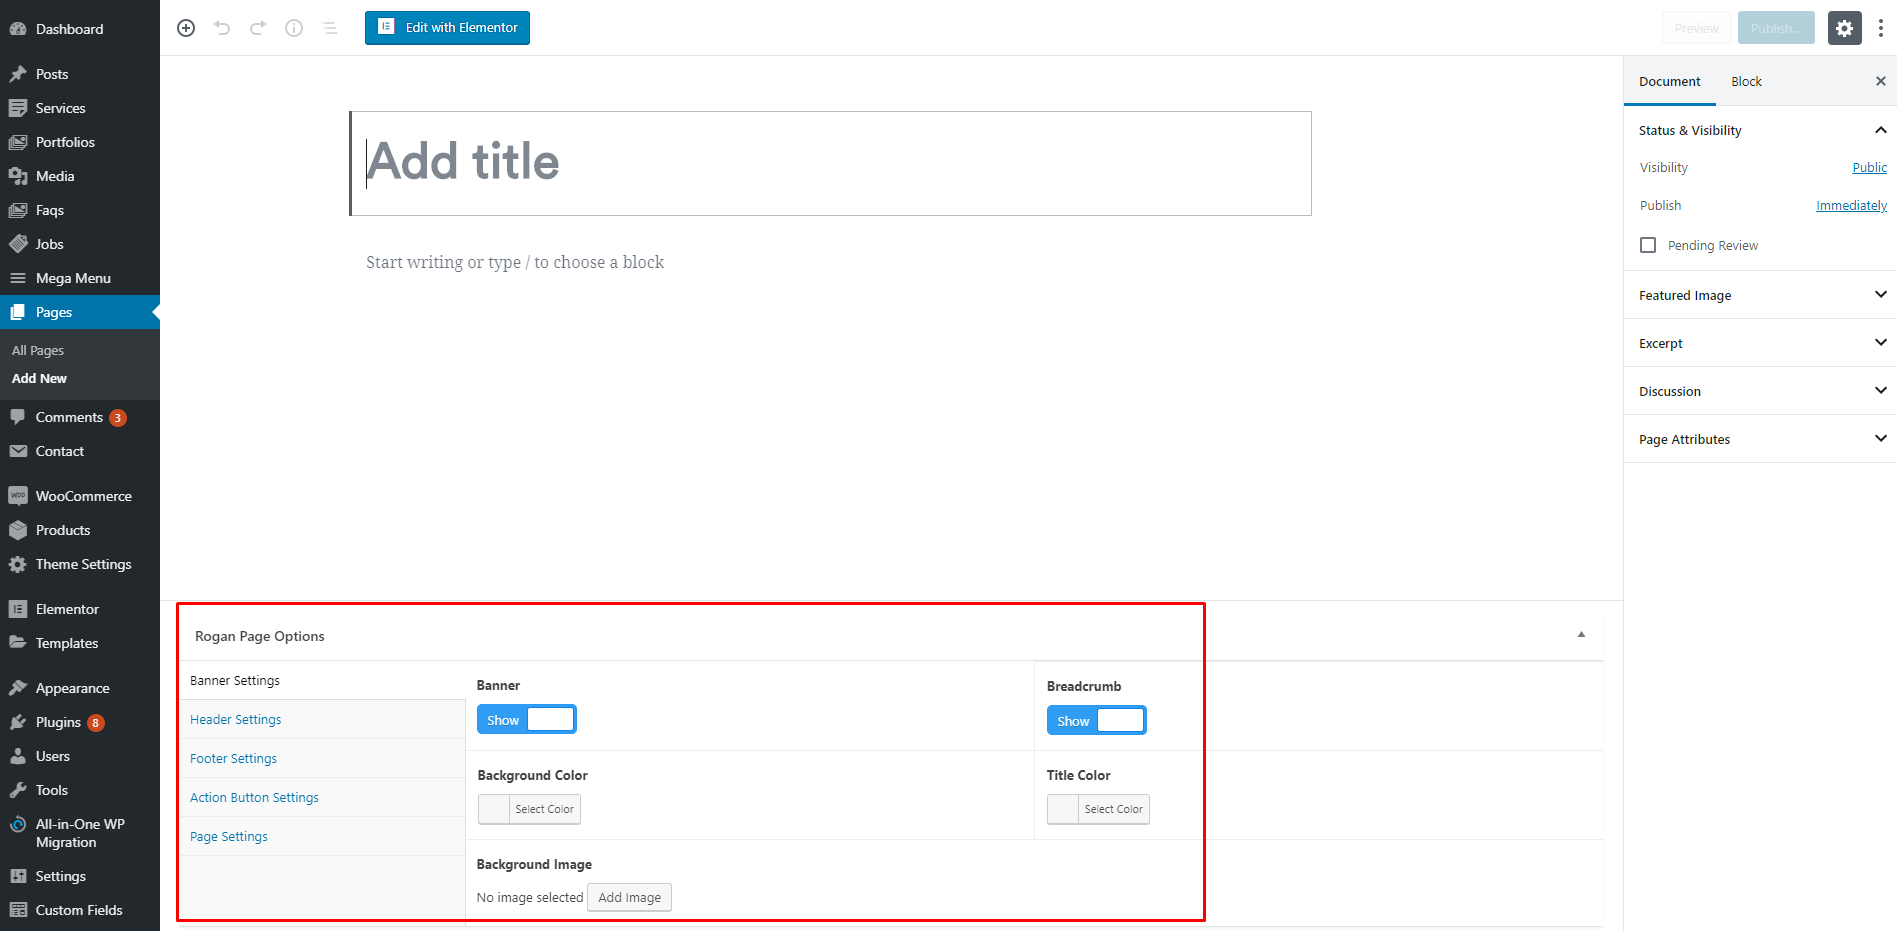 Dashboard
Posts
Services
Portfolios
Media
Faqs
Jobs
Mega Menu
Pages
All Pages
Add New
Comments 3
Contact
WooCommerce
Products
Theme Settings
Elementor
Templates
Appearance
Plugins 8
Users
Tools
All-in-One WP
Migration
Settings
Custom Fields
Edit with Elementor
Preview
Publish...
Add title
Start writing or type / to choose a block
Document Block
Status & Visibility
Visibility Public
Publish Immediately
Pending Review
Featured Image
Excerpt
Discussion
Page Attributes
Rogan Page Options
Banner Settings
Header Settings
Footer Settings
Action Button Settings
Page Settings
Banner
Show
Breadcrumb
Show
Background Color
Select Color
Title Color
Select Color
Background Image
No image selected Add Image